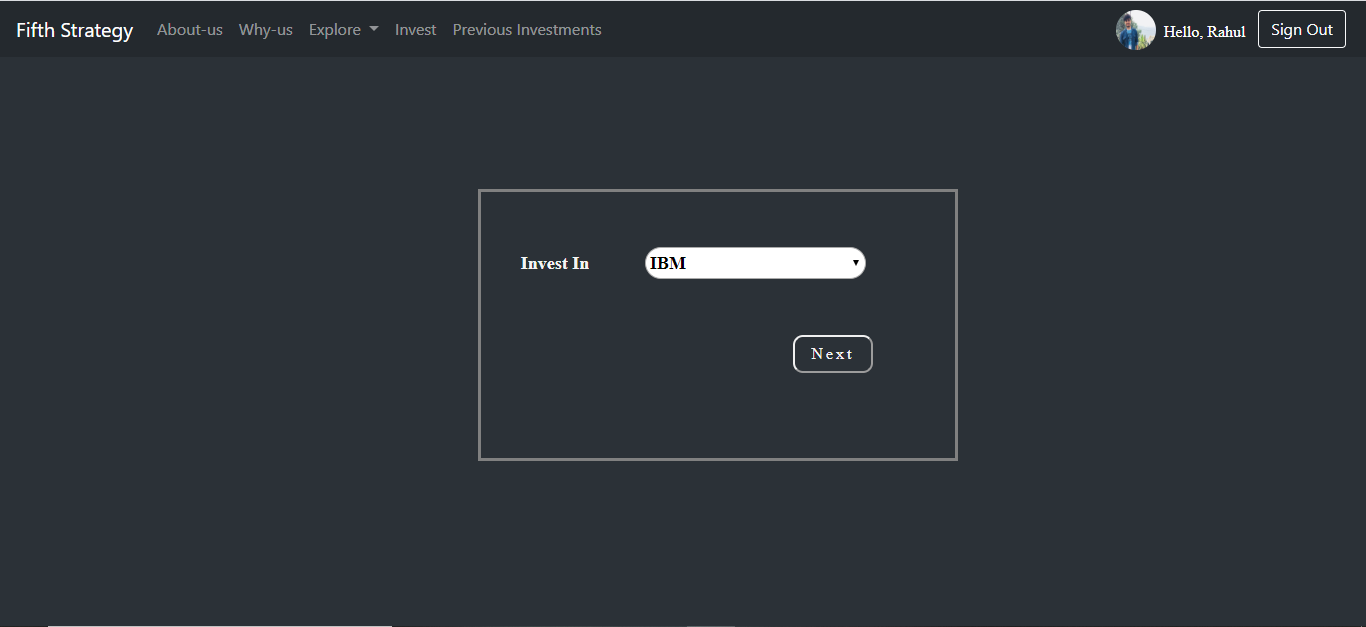 Fifth Strategy About-us Why-us Explore Invest Previous Investments Hello, Rahul Sign Out
Invest In IBM
Next